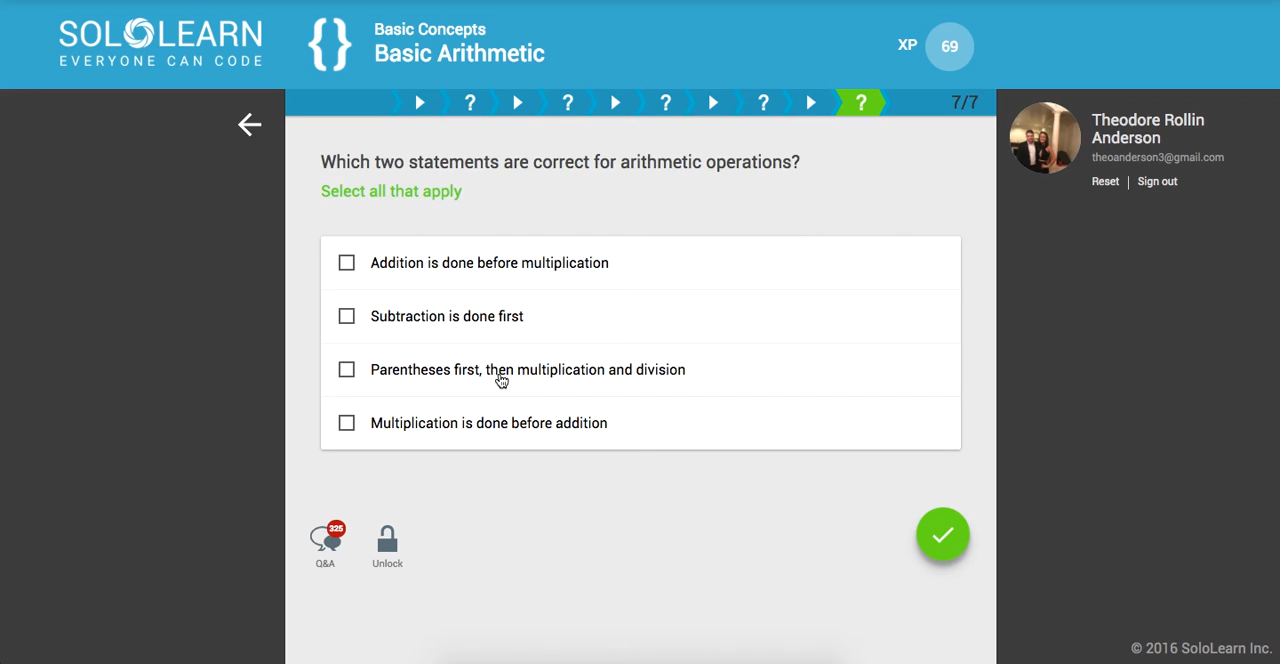 SOLOLEARN
EVERYONE CAN CODE
{ }
Basic Concepts
Basic Arithmetic
XP 69
? ? ? ? ? 7/7
Theodore Rollin
Anderson
theoanderson3@gmail.com
Reset | Sign out
Which two statements are correct for arithmetic operations?
Select all that apply
Addition is done before multiplication
Subtraction is done first
Parentheses first, then multiplication and division
Multiplication is done before addition
325
Q&A
Unlock
© 2016 SoloLearn Inc.